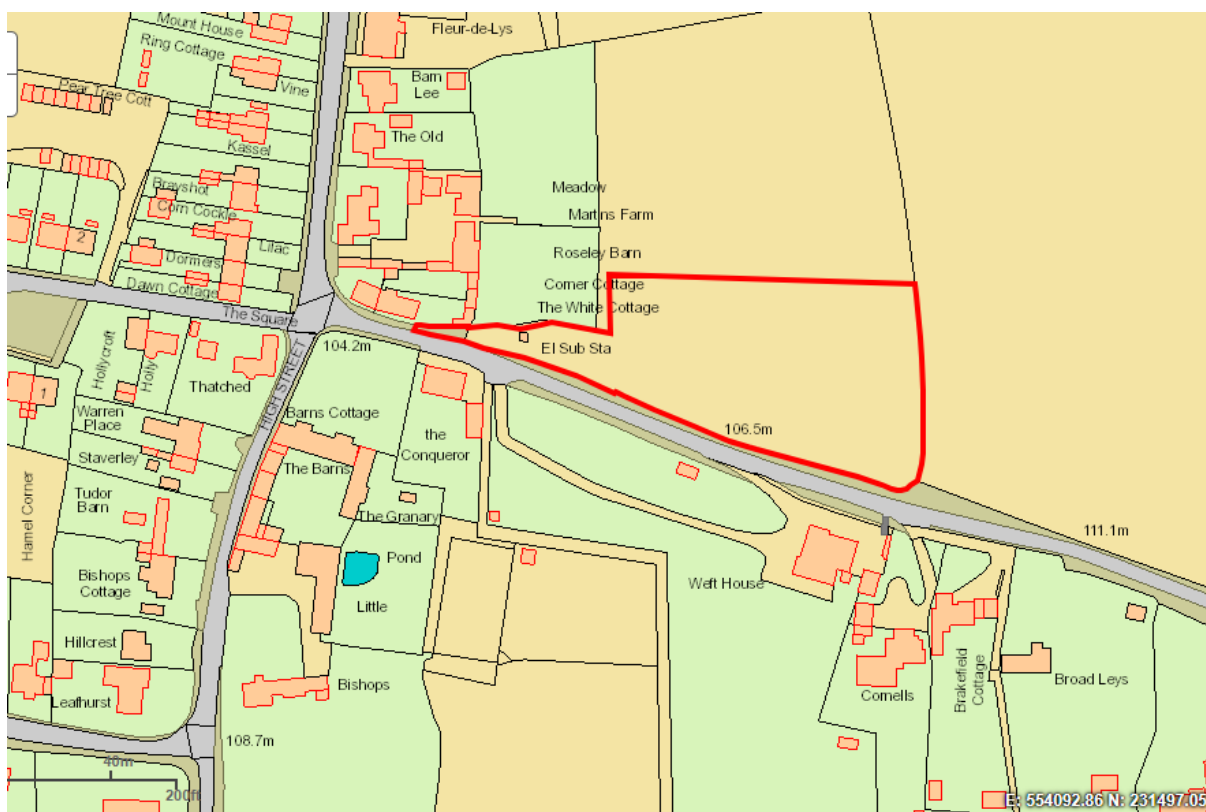 Mount House
Fleur-de-Lys
Ring Cottage
Vine
Barn
Lee
Pear Tree Cott
The Old
Kassel
Brayshot
Corn Cockle
Meadow
Martins Farm
2
Lilac
Dormers
Roseley Barn
Dawn Cottage
Corner Cottage
The White Cottage
The Square
El Sub Sta
104.2m
HIGH STREET
Hollycroft
Holly
Thatched
1
Warren
Place
Barns Cottage
the
Conqueror
106.5m
Staverley
The Barns
Tudor
Barn
The Granary
Hamel Corner
111.1m
Pond
Bishops
Cottage
Little
Weft House
Hillcrest
Bishops
Leafhurst
Cornells
Brakefield
Cottage
Broad Leys
108.7m
40m
200ft
E: 554092.86 N: 231497.05